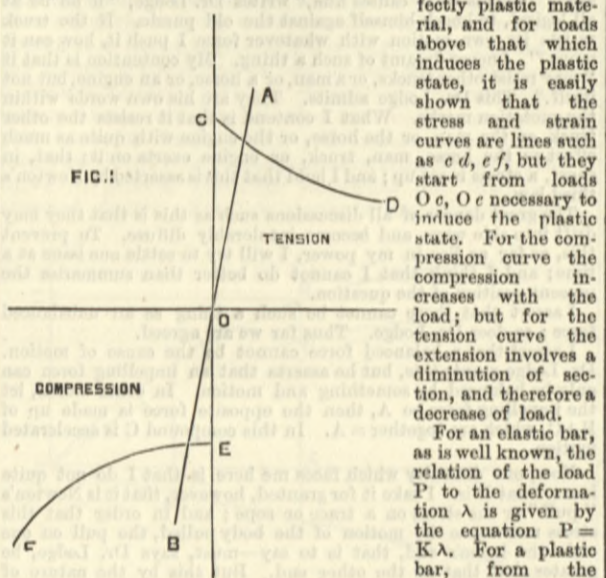 fectly plastic mate-
rial, and for loads
above that which
induces the plastic
state, it is easily
shown that the
stress and strain
curves are lines such
as c d, e f, but they
start from loads
O c, O e necessary to
induce the plastic
state. For the com-
pression curve the
compression in-
creases with the
load; but for the
tension curve the
extension involves a
diminution of sec-
tion, and therefore a
decrease of load.
For an elastic bar,
as is well known, the
relation of the load
P to the deforma-
tion λ is given by
the equation P =
K λ. For a plastic
bar, from the
A
C
FIG. 1
D
TENSION
O
COMPRESSION
E
F
B